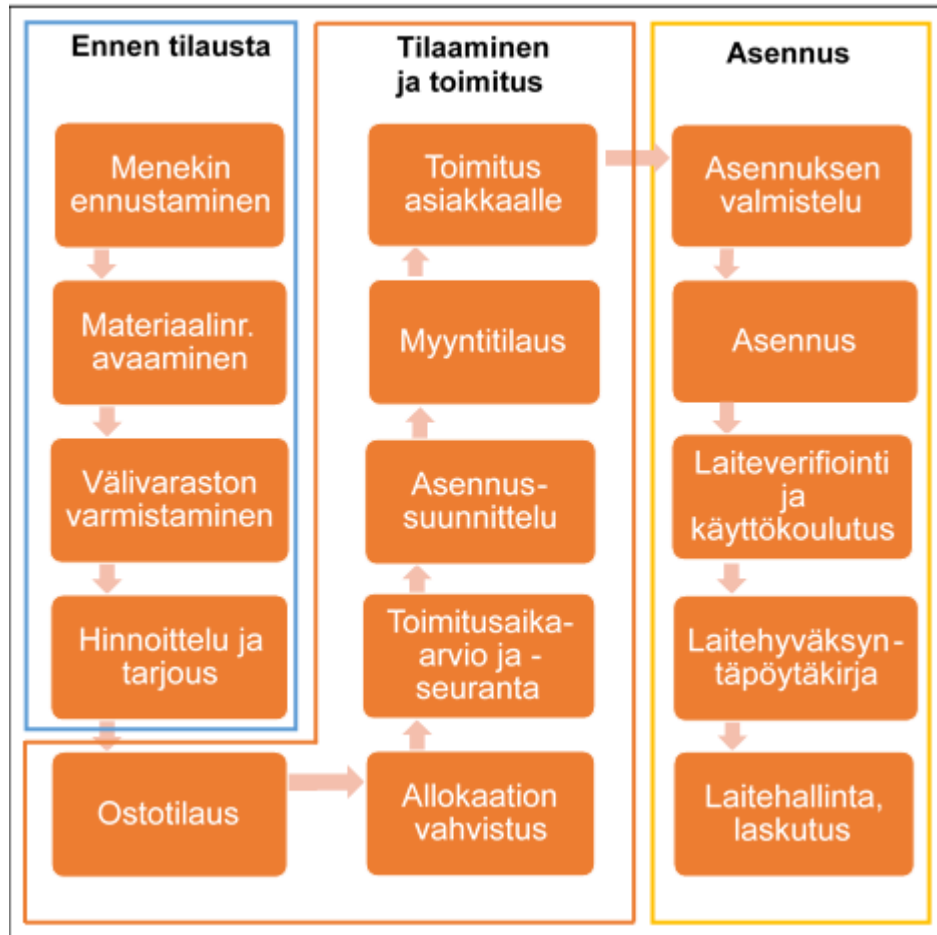 Ennen tilausta
Menekin
ennustaminen
Materiaalinr.
avaaminen
Välivaraston
varmistaminen
Hinnoittelu ja
tarjous
Tilaaminen
ja toimitus
Ostotilaus
Allokaation
vahvistus
Toimitusaika-
arvio ja -
seuranta
Asennus-
suunnittelu
Myyntitilaus
Toimitus
asiakkaalle
Asennus
Asennuksen
valmistelu
Asennus
Laiteverifiointi
ja
käyttökoulutus
Laitehyväksyn-
täpöytäkirja
Laitehallinta,
laskutus